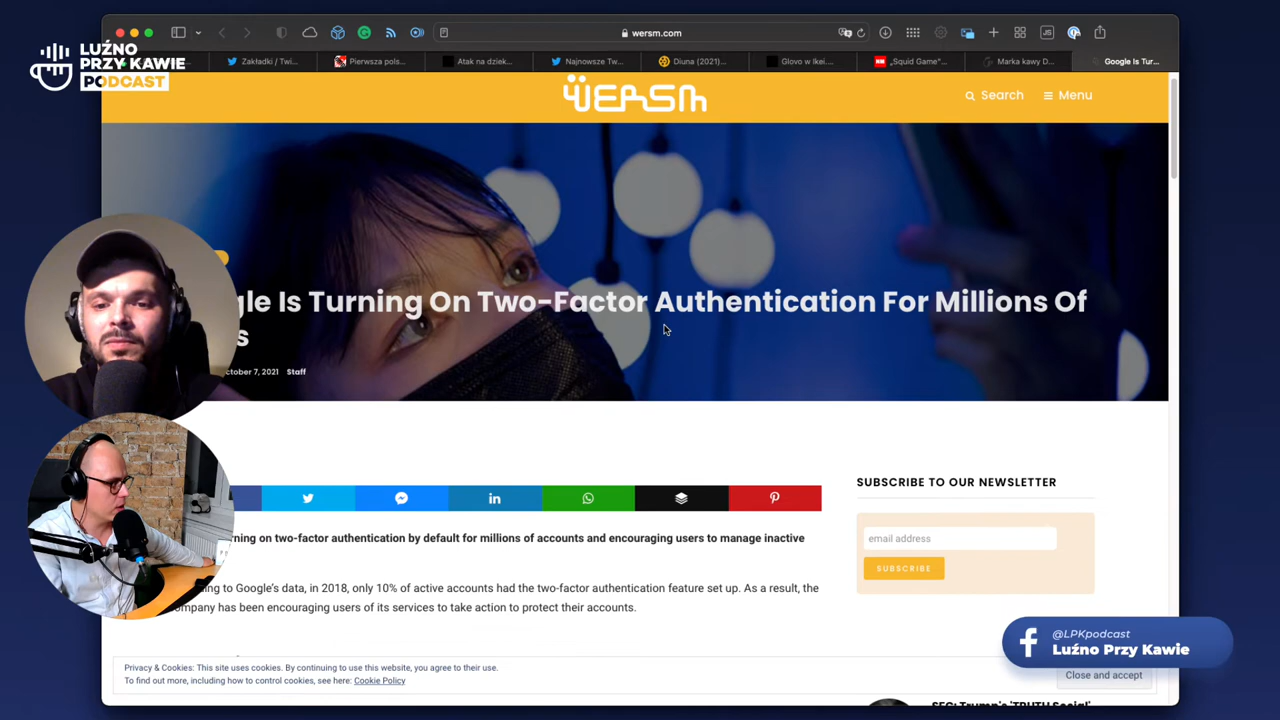 LUŹNO
PRZY KAWIE
PODCAST
wersm.com
Zakładki / Twi...
Pierwsza pols...
Atak na dziek...
Najnowsze Tw...
Diuna (2021)...
Glovo w Ikei....
„Squid Game"...
Marka kawy D...
Google Is Tur...
WERSM
Search
Menu
gle Is Turning On Two-Factor Authentication For Millions Of
s
ctober 7, 2021 Staff
SUBSCRIBE TO OUR NEWSLETTER
email address
SUBSCRIBE
rning on two-factor authentication by default for millions of accounts and encouraging users to manage inactive
ing to Google's data, in 2018, only 10% of active accounts had the two-factor authentication feature set up. As a result, the
ompany has been encouraging users of its services to take action to protect their accounts.
@LPKpodcast
Luźno Przy Kawie
Privacy & Cookies: This site uses cookies. By continuing to use this website, you agree to their use.
To find out more, including how to control cookies, see here: Cookie Policy
Close and accept
SEC: Trump's 'TRUTH Social'